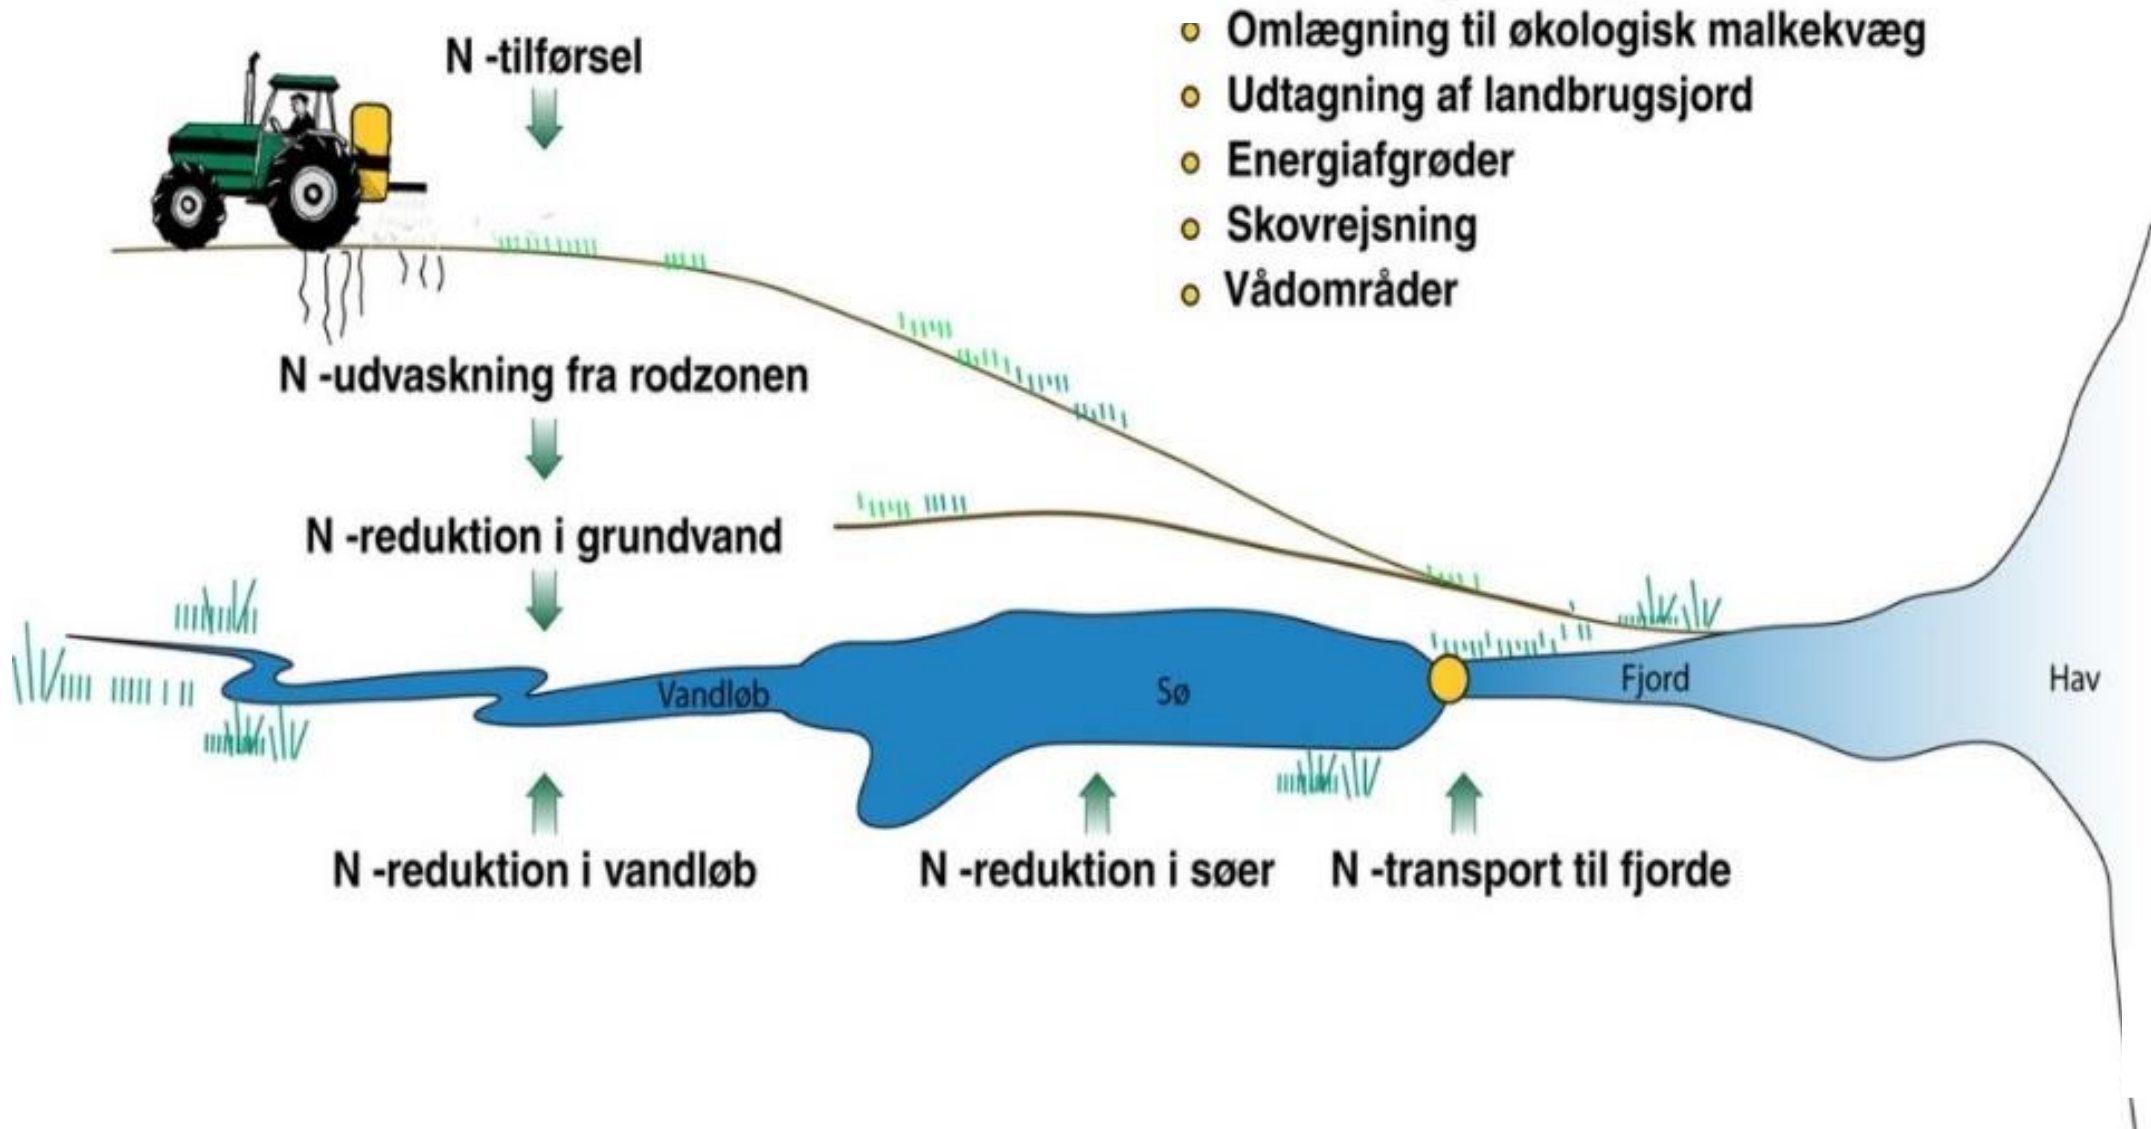 N -tilførsel
Omlægning til økologisk malkekvæg
Udtagning af landbrugsjord
Energiafgrøder
Skovrejsning
Vådområder
N -udvaskning fra rodzonen
N -reduktion i grundvand
Vandløb
Sø
Fjord
Hav
N -reduktion i vandløb
N -reduktion i søer
N -transport til fjorde